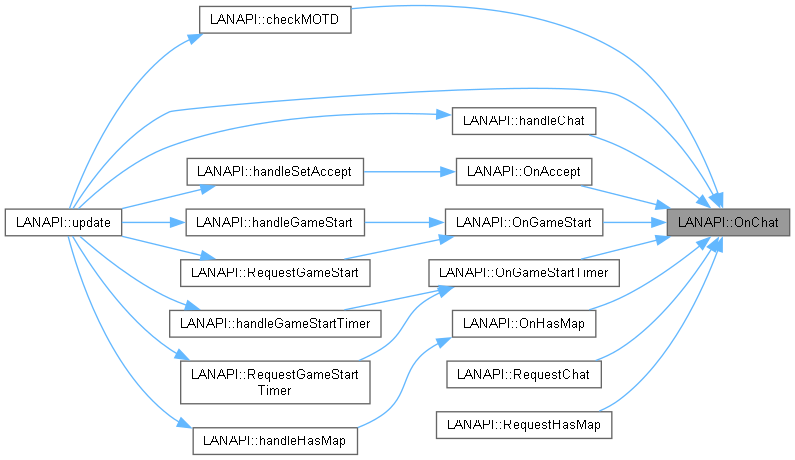 LANAPI::checkMOTD
LANAPI::handleChat
LANAPI::handleSetAccept
LANAPI::OnAccept
LANAPI::update
LANAPI::handleGameStart
LANAPI::OnGameStart
LANAPI::OnChat
LANAPI::RequestGameStart
LANAPI::OnGameStartTimer
LANAPI::handleGameStartTimer
LANAPI::OnHasMap
LANAPI::RequestGameStart
Timer
LANAPI::RequestChat
LANAPI::RequestHasMap
LANAPI::handleHasMap